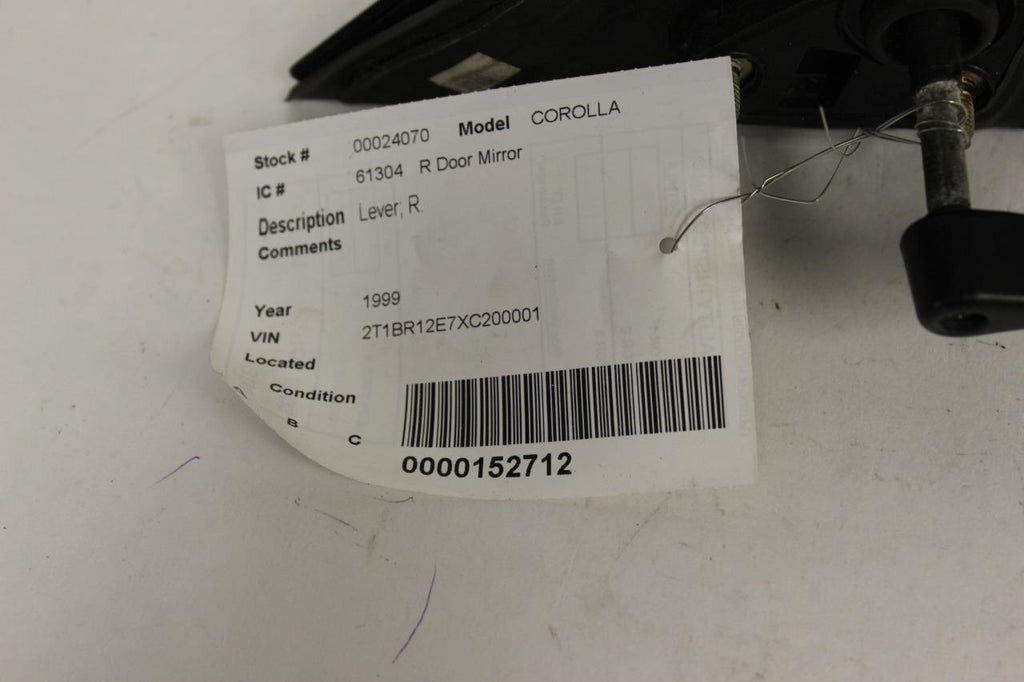 Stock # 00024070 Model COROLLA
IC # 61304 R Door Mirror
Description Lever; R.
Comments
Year 1999
VIN 2T1BR12E7XC200001
Located
Condition
A B C
0000152712